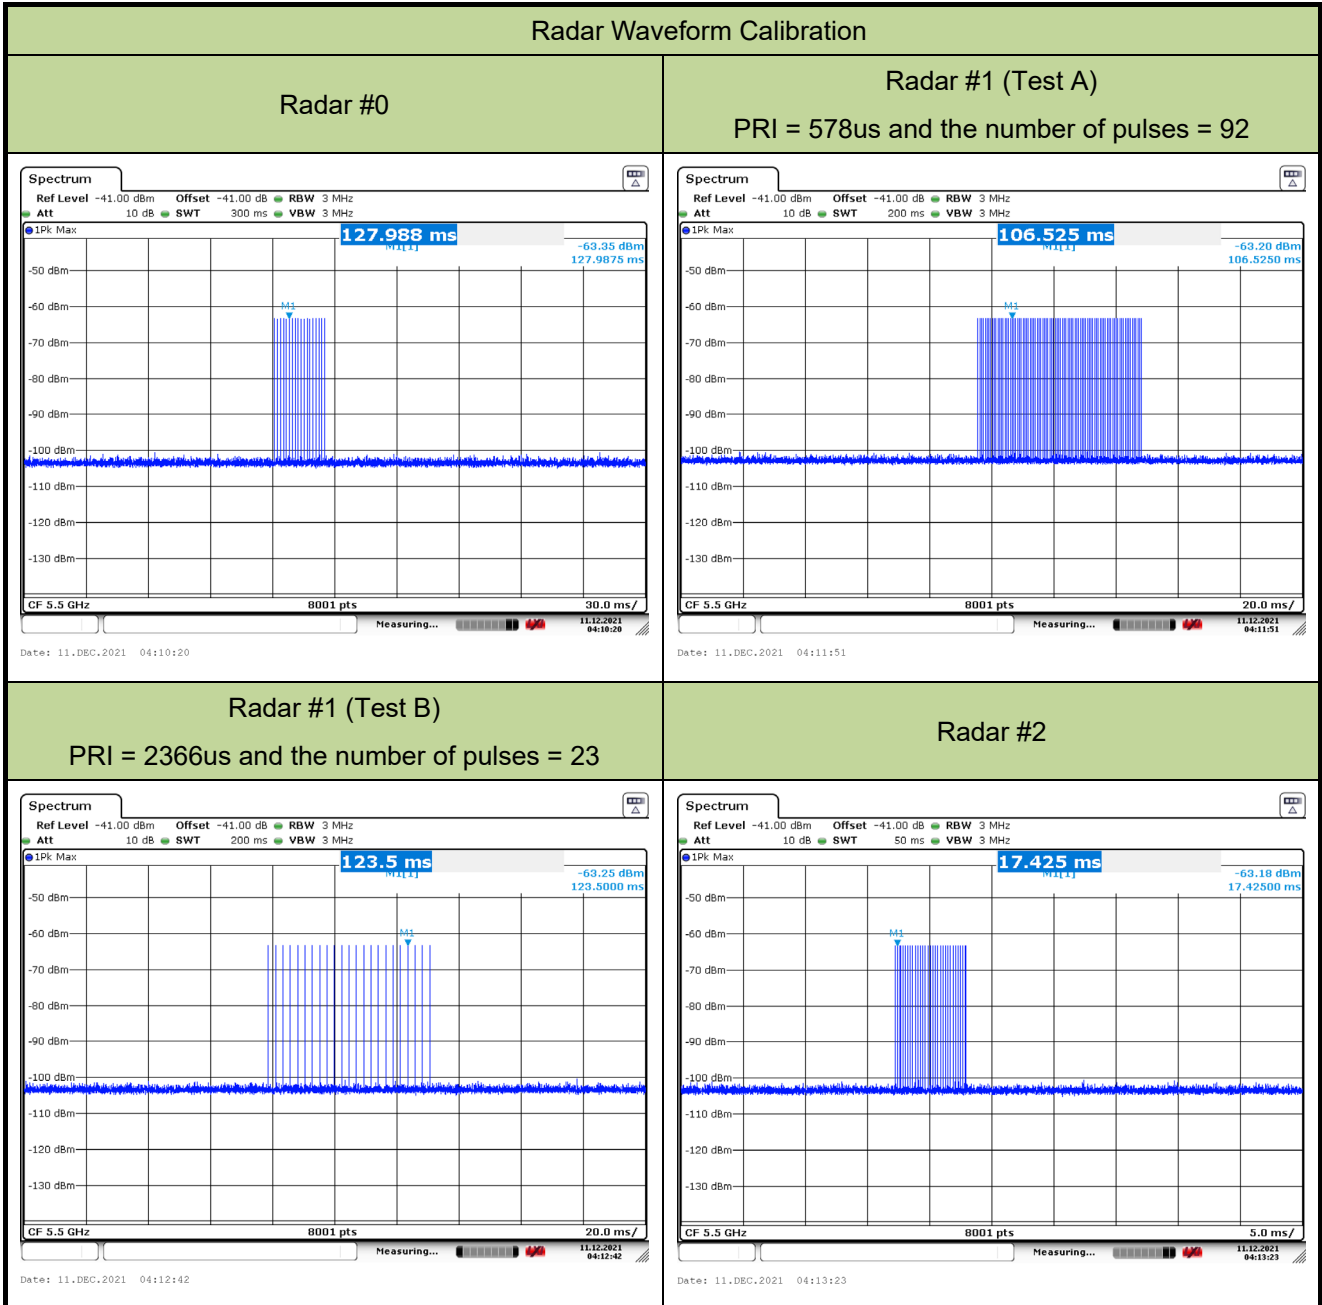 Radar Waveform Calibration
Radar #0
Radar #1 (Test A)
PRI = 578us and the number of pulses = 92
Spectrum
Ref Level -41.00 dBm Offset -41.00 dB RBW 3 MHz
Att 10 dB SWT 300 ms VBW 3 MHz
1Pk Max
127.988 ms
M1[1]
-63.35 dBm
127.9875 ms
-50 dBm
-60 dBm
M1
-70 dBm
-80 dBm
-90 dBm
-100 dBm
-110 dBm
-120 dBm
-130 dBm
CF 5.5 GHz 8001 pts 30.0 ms/
Measuring... 11.12.2021
04:10:20
Date: 11.DEC.2021 04:10:20
Spectrum
Ref Level -41.00 dBm Offset -41.00 dB RBW 3 MHz
Att 10 dB SWT 200 ms VBW 3 MHz
1Pk Max
106.525 ms
M1[1]
-63.20 dBm
106.5250 ms
-50 dBm
-60 dBm
M1
-70 dBm
-80 dBm
-90 dBm
-100 dBm
-110 dBm
-120 dBm
-130 dBm
CF 5.5 GHz 8001 pts 20.0 ms/
Measuring... 11.12.2021
04:11:51
Date: 11.DEC.2021 04:11:51
Radar #1 (Test B)
PRI = 2366us and the number of pulses = 23
Radar #2
Spectrum
Ref Level -41.00 dBm Offset -41.00 dB RBW 3 MHz
Att 10 dB SWT 200 ms VBW 3 MHz
1Pk Max
123.5 ms
M1[1]
-63.25 dBm
123.5000 ms
-50 dBm
-60 dBm
M1
-70 dBm
-80 dBm
-90 dBm
-100 dBm
-110 dBm
-120 dBm
-130 dBm
CF 5.5 GHz 8001 pts 20.0 ms/
Measuring... 11.12.2021
04:12:42
Date: 11.DEC.2021 04:12:42
Spectrum
Ref Level -41.00 dBm Offset -41.00 dB RBW 3 MHz
Att 10 dB SWT 50 ms VBW 3 MHz
1Pk Max
17.425 ms
M1[1]
-63.18 dBm
17.42500 ms
-50 dBm
-60 dBm
M1
-70 dBm
-80 dBm
-90 dBm
-100 dBm
-110 dBm
-120 dBm
-130 dBm
CF 5.5 GHz 8001 pts 5.0 ms/
Measuring... 11.12.2021
04:13:23
Date: 11.DEC.2021 04:13:23